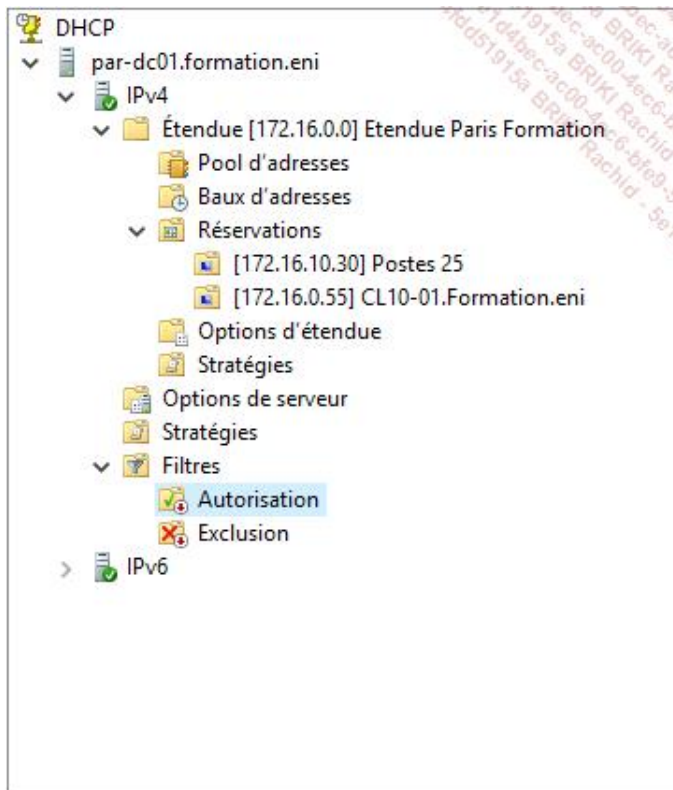 DHCP
par-dc01.formation.eni
IPv4
Étendue [172.16.0.0] Etendue Paris Formation
Pool d'adresses
Baux d'adresses
Réservations
[172.16.10.30] Postes 25
[172.16.0.55] CL10-01.Formation.eni
Options d'étendue
Stratégies
Options de serveur
Stratégies
Filtres
Autorisation
Exclusion
IPv6